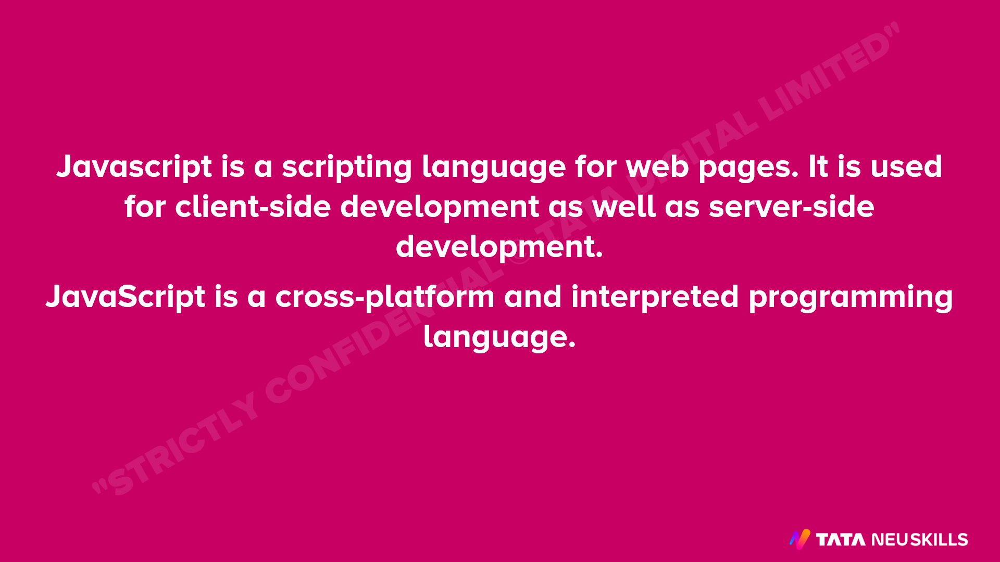 Javascript is a scripting language for web pages. It is used
for client-side development as well as server-side
development.
JavaScript is a cross-platform and interpreted programming
language.
"STRICTLY CONFIDENTIAL © TATA DIGITAL LIMITED"
TATA NEUSKILLS